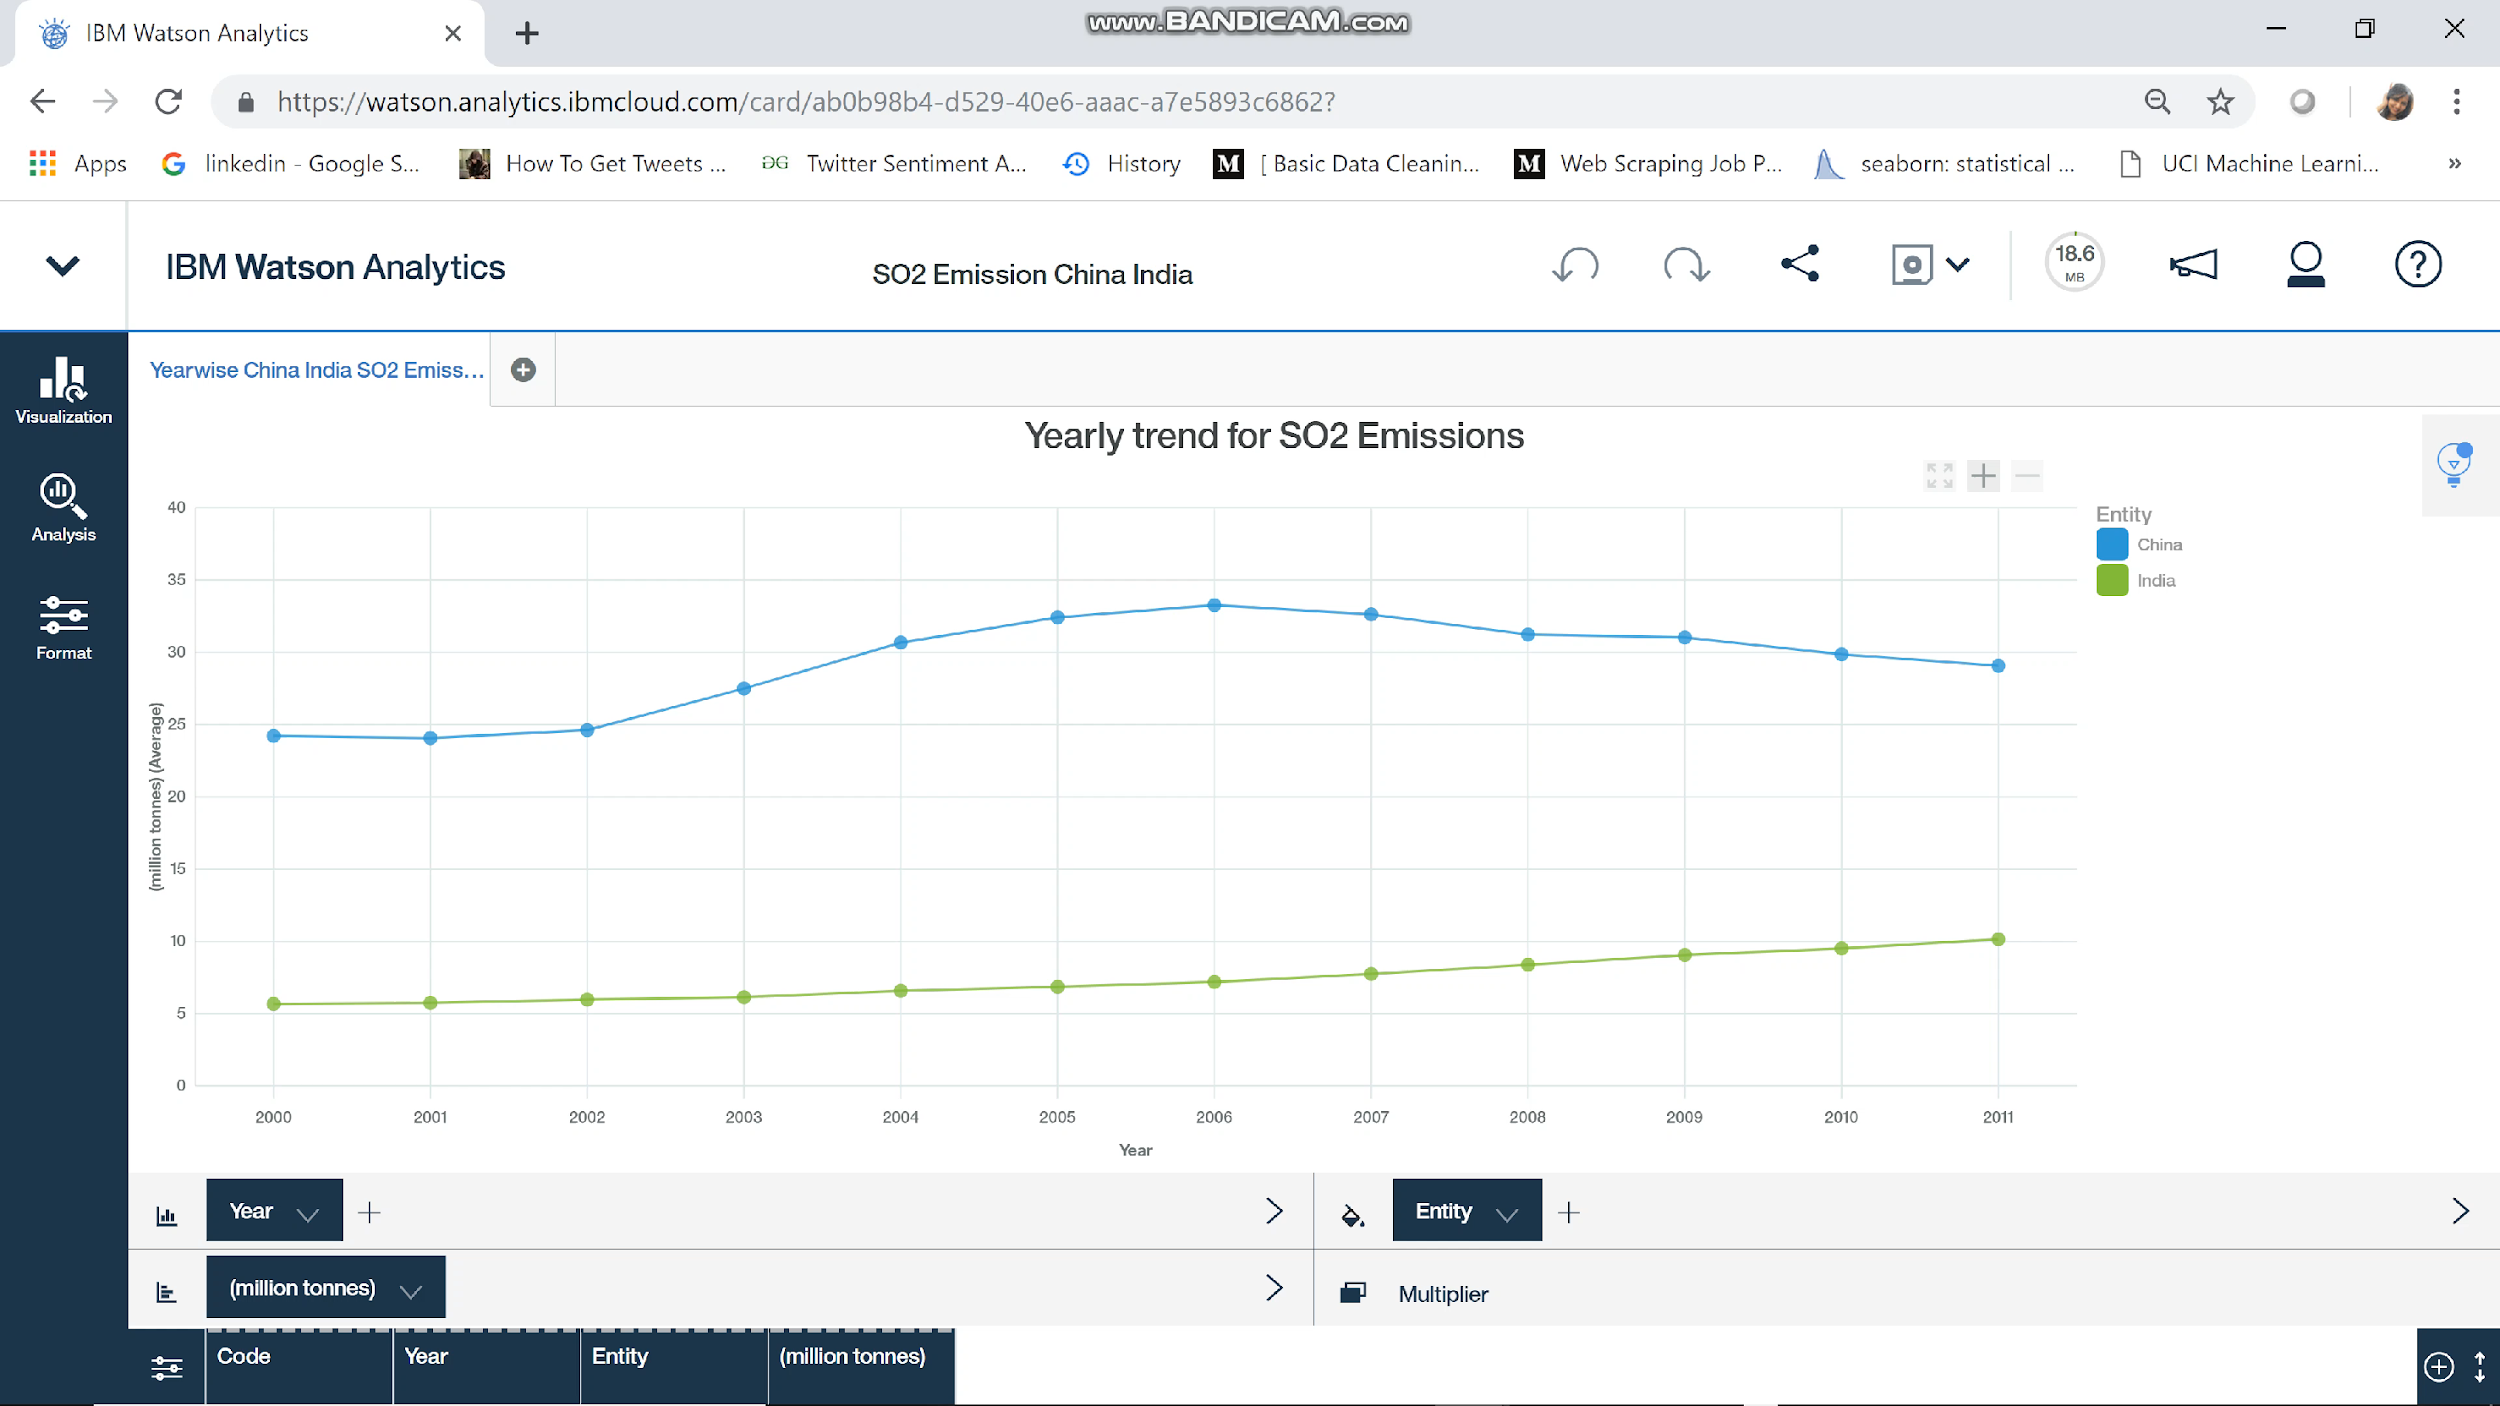 IBM Watson Analytics
www.BANDICAM.com
https://watson.analytics.ibmcloud.com/card/ab0b98b4-d529-40e6-aaac-a7e5893c6862?
Apps linkedin - Google S... How To Get Tweets ... Twitter Sentiment A... History [ Basic Data Cleanin... Web Scraping Job P... seaborn: statistical ... UCI Machine Learni... »
IBM Watson Analytics
SO2 Emission China India
18.6
MB
Visualization
Analysis
Format
Yearwise China India SO2 Emiss...
Yearly trend for SO2 Emissions
Entity
China
India
(million tonnes) (Average)
40
35
30
25
20
15
10
5
0
2000 2001 2002 2003 2004 2005 2006 2007 2008 2009 2010 2011
Year
Year
Entity
(million tonnes)
Multiplier
Code Year Entity (million tonnes)